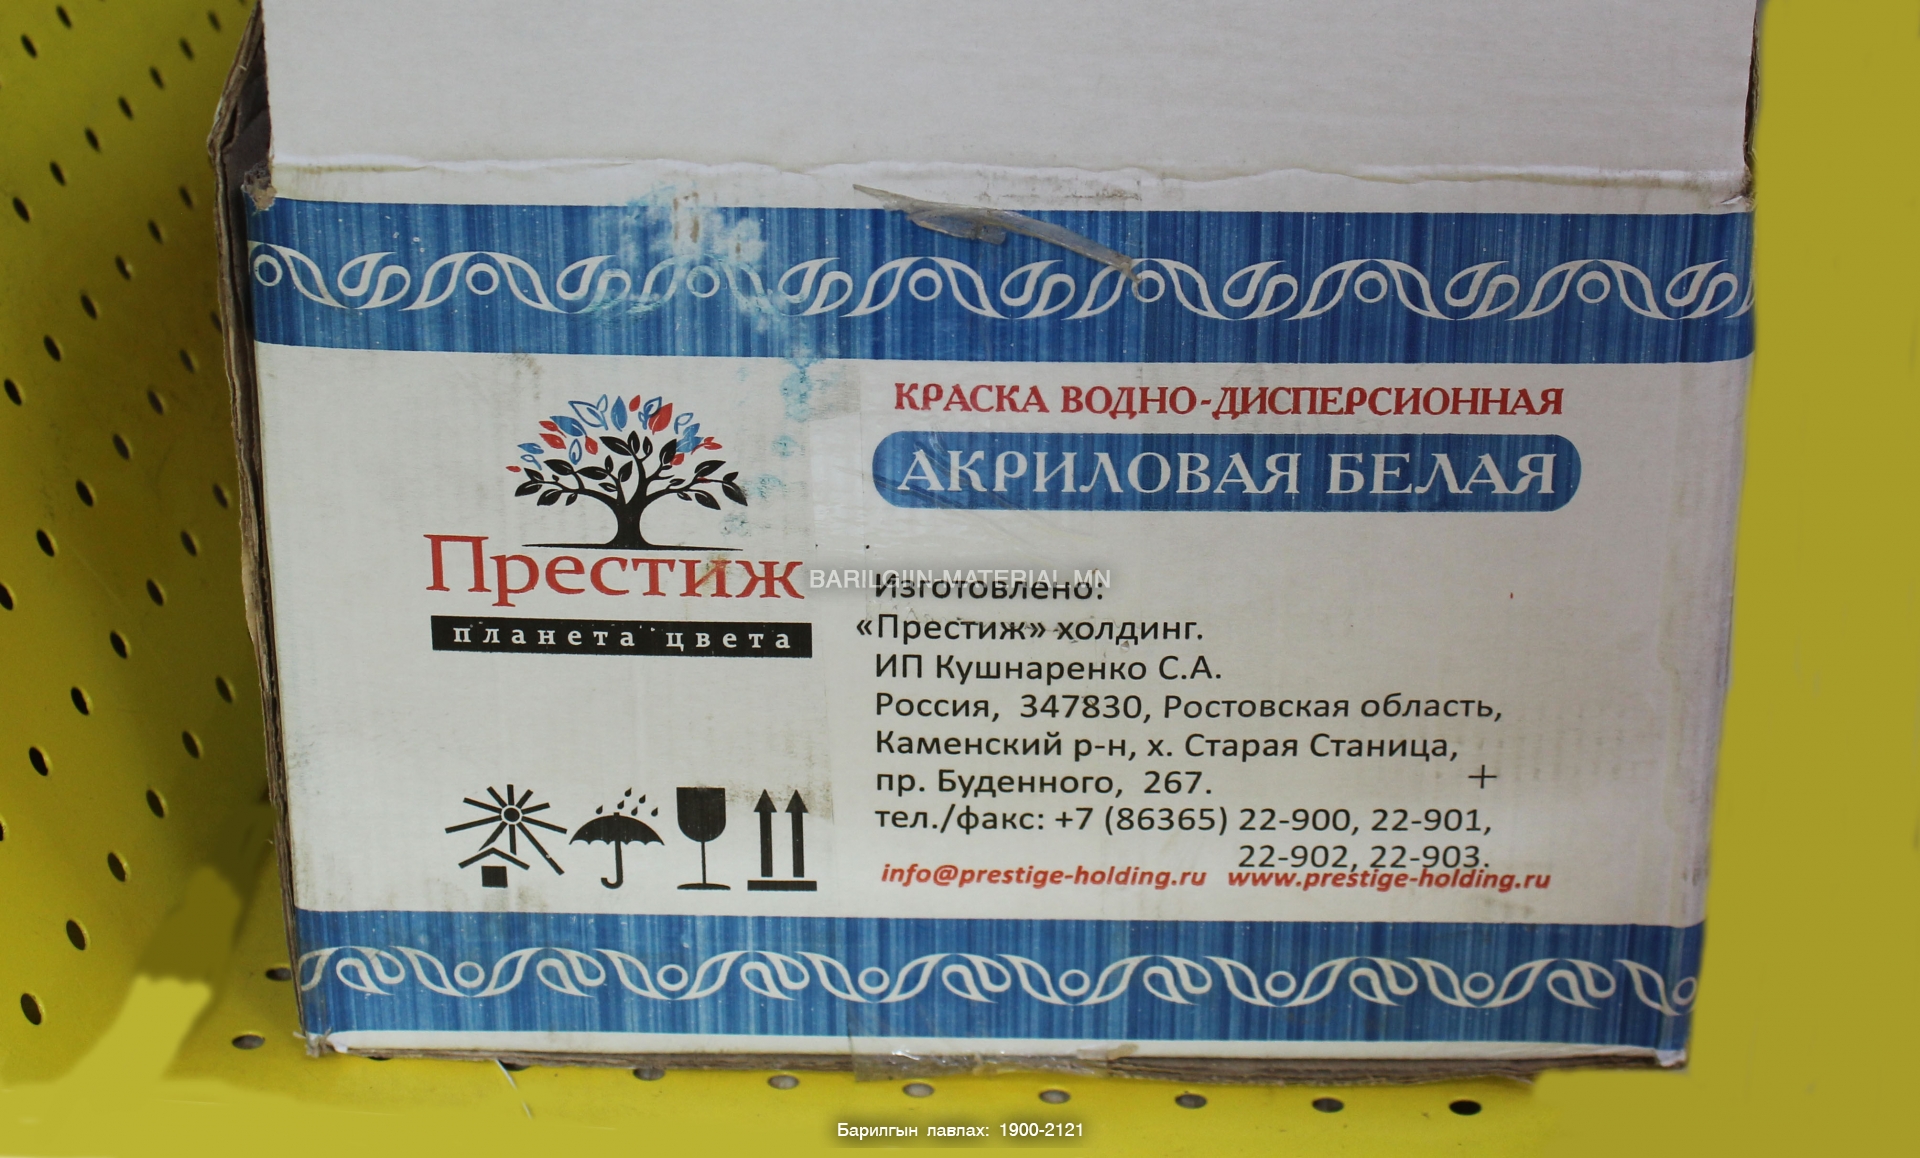 КРАСКА ВОДНО-ДИСПЕРСИОННАЯ
АКРИЛОВАЯ БЕЛАЯ
Престиж
планета цвета
BARILGIIN-MATERIAL.MN
Изготовлено:
«Престиж» холдинг.
ИП Кушнаренко С.А.
Россия, 347830, Ростовская область,
Каменский р-н, х. Старая Станица,
пр. Буденного, 267.
тел./факс: +7 (86365) 22-900, 22-901,
22-902, 22-903.
info@prestige-holding.ru www.prestige-holding.ru
Барилгын лавлах: 1900-2121